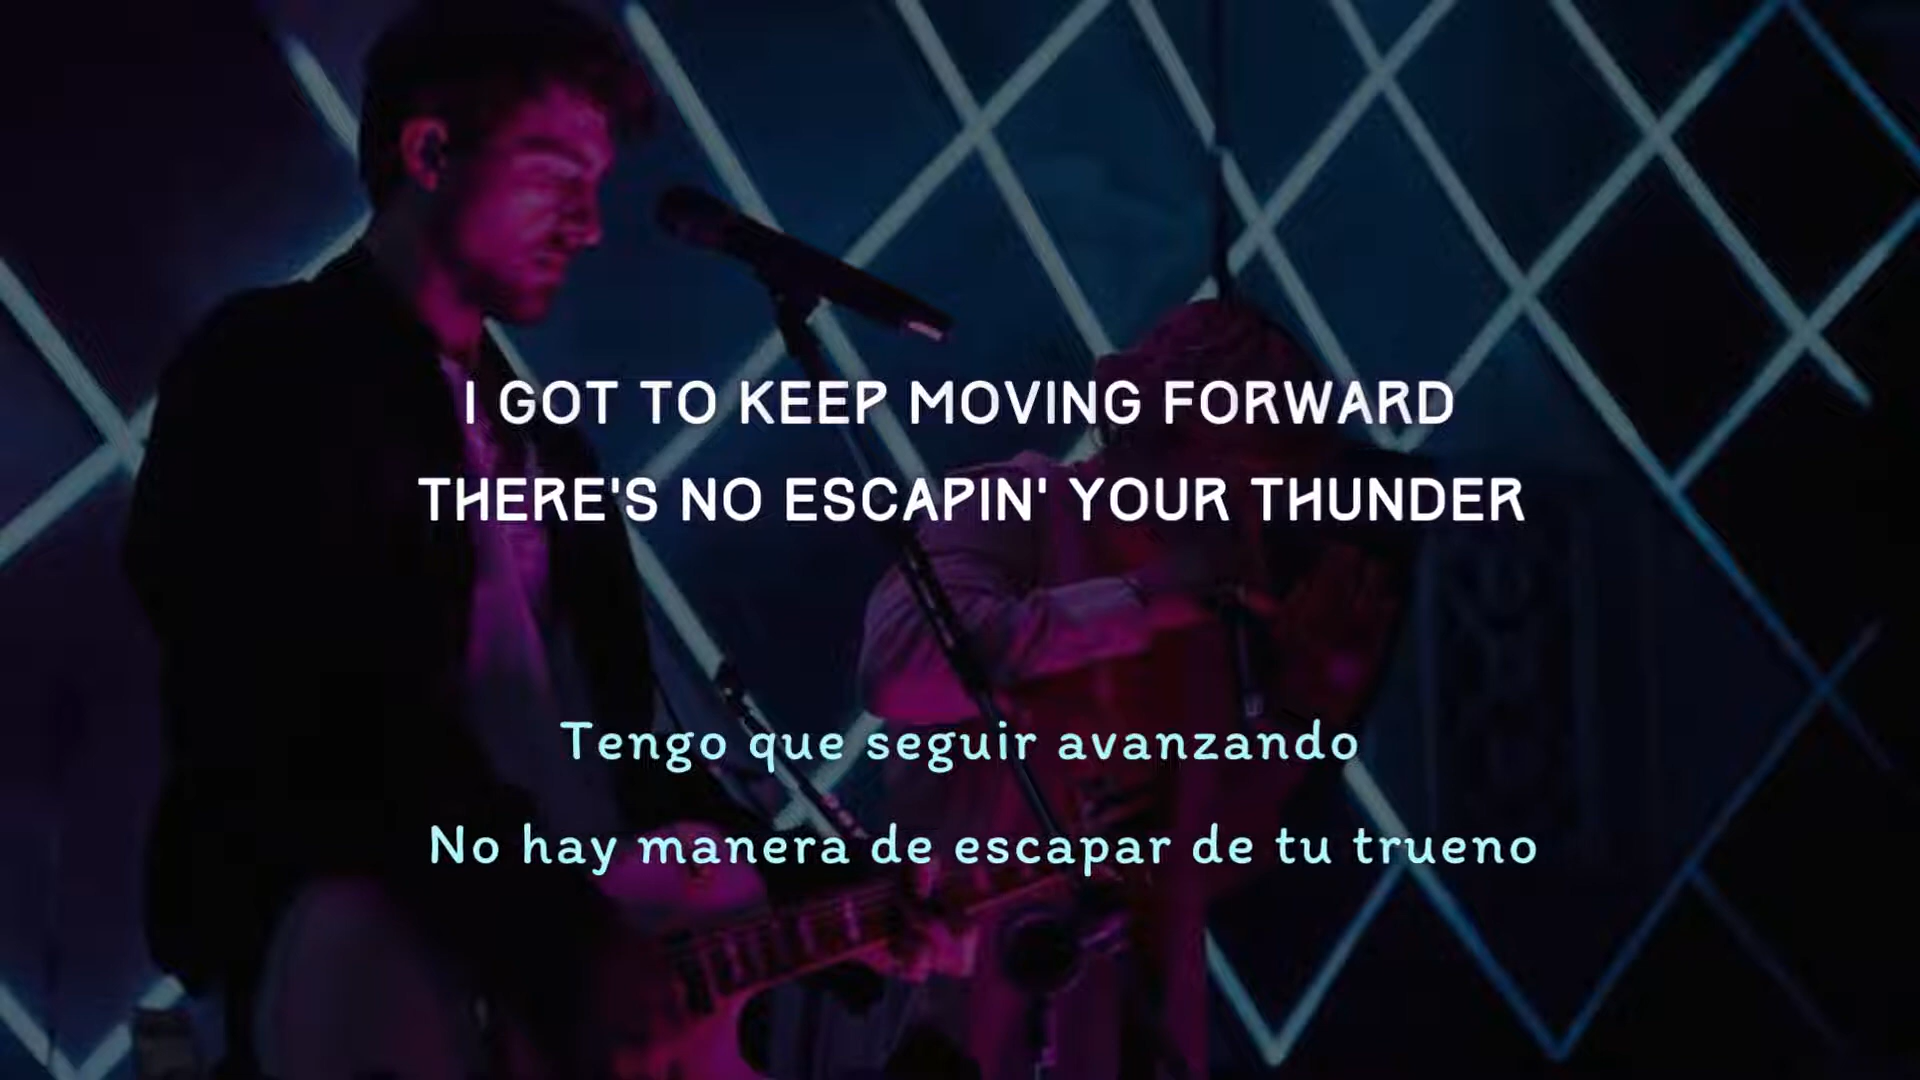 I GOT TO KEEP MOVING FORWARD
THERE'S NO ESCAPIN' YOUR THUNDER
Tengo que seguir avanzando
No hay manera de escapar de tu trueno